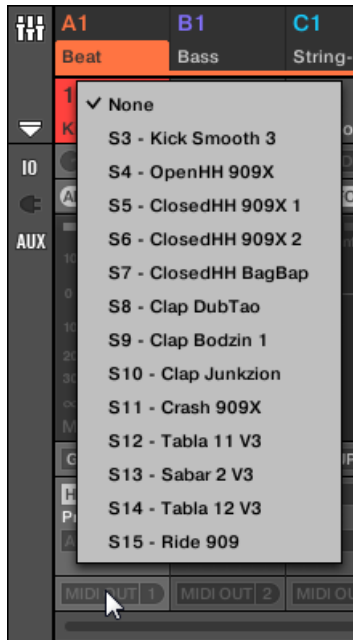 A1 B1 C1
Beat Bass String-
1
K
None
S3 - Kick Smooth 3
S4 - OpenHH 909X
IO
S5 - ClosedHH 909X 1
S6 - ClosedHH 909X 2
AUX
S7 - ClosedHH BagBap
S8 - Clap DubTao
S9 - Clap Bodzin 1
S10 - Clap Junkzion
S11 - Crash 909X
S12 - Tabla 11 V3
S13 - Sabar 2 V3
S14 - Tabla 12 V3
S15 - Ride 909
MIDI OUT 1 MIDI OUT 2 MIDI OU